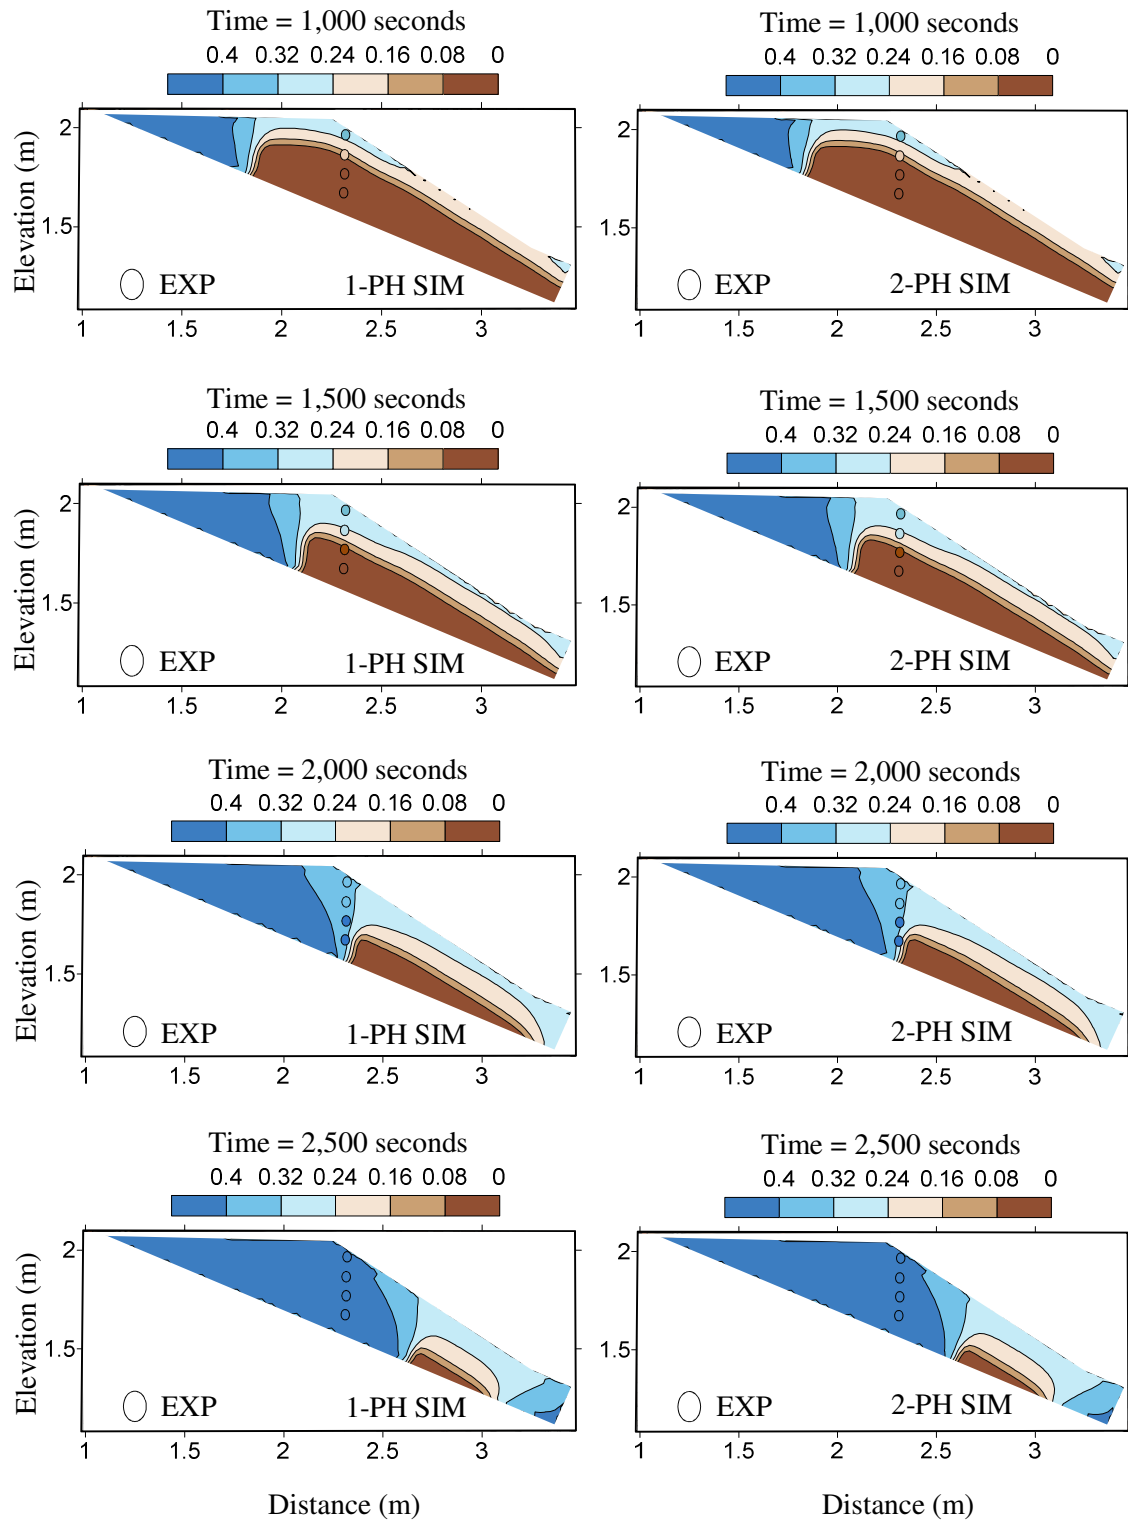 Time = 1,000 seconds
0.4 0.32 0.24 0.16 0.08 0
Elevation (m)
2
1.5
EXP 1-PH SIM
1 1.5 2 2.5 3
Time = 1,000 seconds
0.4 0.32 0.24 0.16 0.08 0
2
1.5
EXP 2-PH SIM
1 1.5 2 2.5 3
Time = 1,500 seconds
0.4 0.32 0.24 0.16 0.08 0
Elevation (m)
2
1.5
EXP 1-PH SIM
1 1.5 2 2.5 3
Time = 1,500 seconds
0.4 0.32 0.24 0.16 0.08 0
2
1.5
EXP 2-PH SIM
1 1.5 2 2.5 3
Time = 2,000 seconds
0.4 0.32 0.24 0.16 0.08 0
Elevation (m)
2
1.5
EXP 1-PH SIM
1 1.5 2 2.5 3
Time = 2,000 seconds
0.4 0.32 0.24 0.16 0.08 0
2
1.5
EXP 2-PH SIM
1 1.5 2 2.5 3
Time = 2,500 seconds
0.4 0.32 0.24 0.16 0.08 0
Elevation (m)
2
1.5
EXP 1-PH SIM
1 1.5 2 2.5 3
Distance (m)
Time = 2,500 seconds
0.4 0.32 0.24 0.16 0.08 0
2
1.5
EXP 2-PH SIM
1 1.5 2 2.5 3
Distance (m)